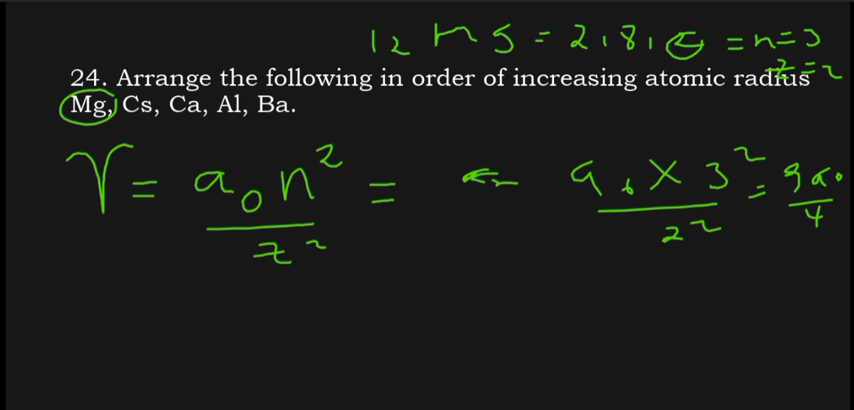 12 Mg = 2,8,2 = n=3
z=2
24. Arrange the following in order of increasing atomic radius
Mg, Cs, Ca, Al, Ba.
r = a₀n² / z² = ← a₀ × 3² / 2² = 9a₀ / 4